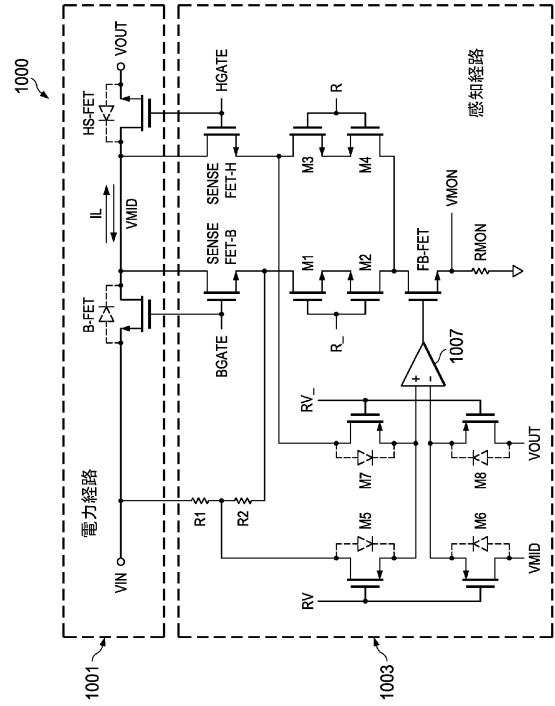 1000
1001
電力経路
VIN
B-FET
IL
VMID
HS-FET
VOUT
1003
R1
R2
BGATE
SENSE
FET-B
SENSE
FET-H
HGATE
R_
M1
M2
M3
M4
R
感知経路
RV
M5
M6
VMID
RV_
M7
M8
VOUT
+
-
1007
FB-FET
VMON
RMON